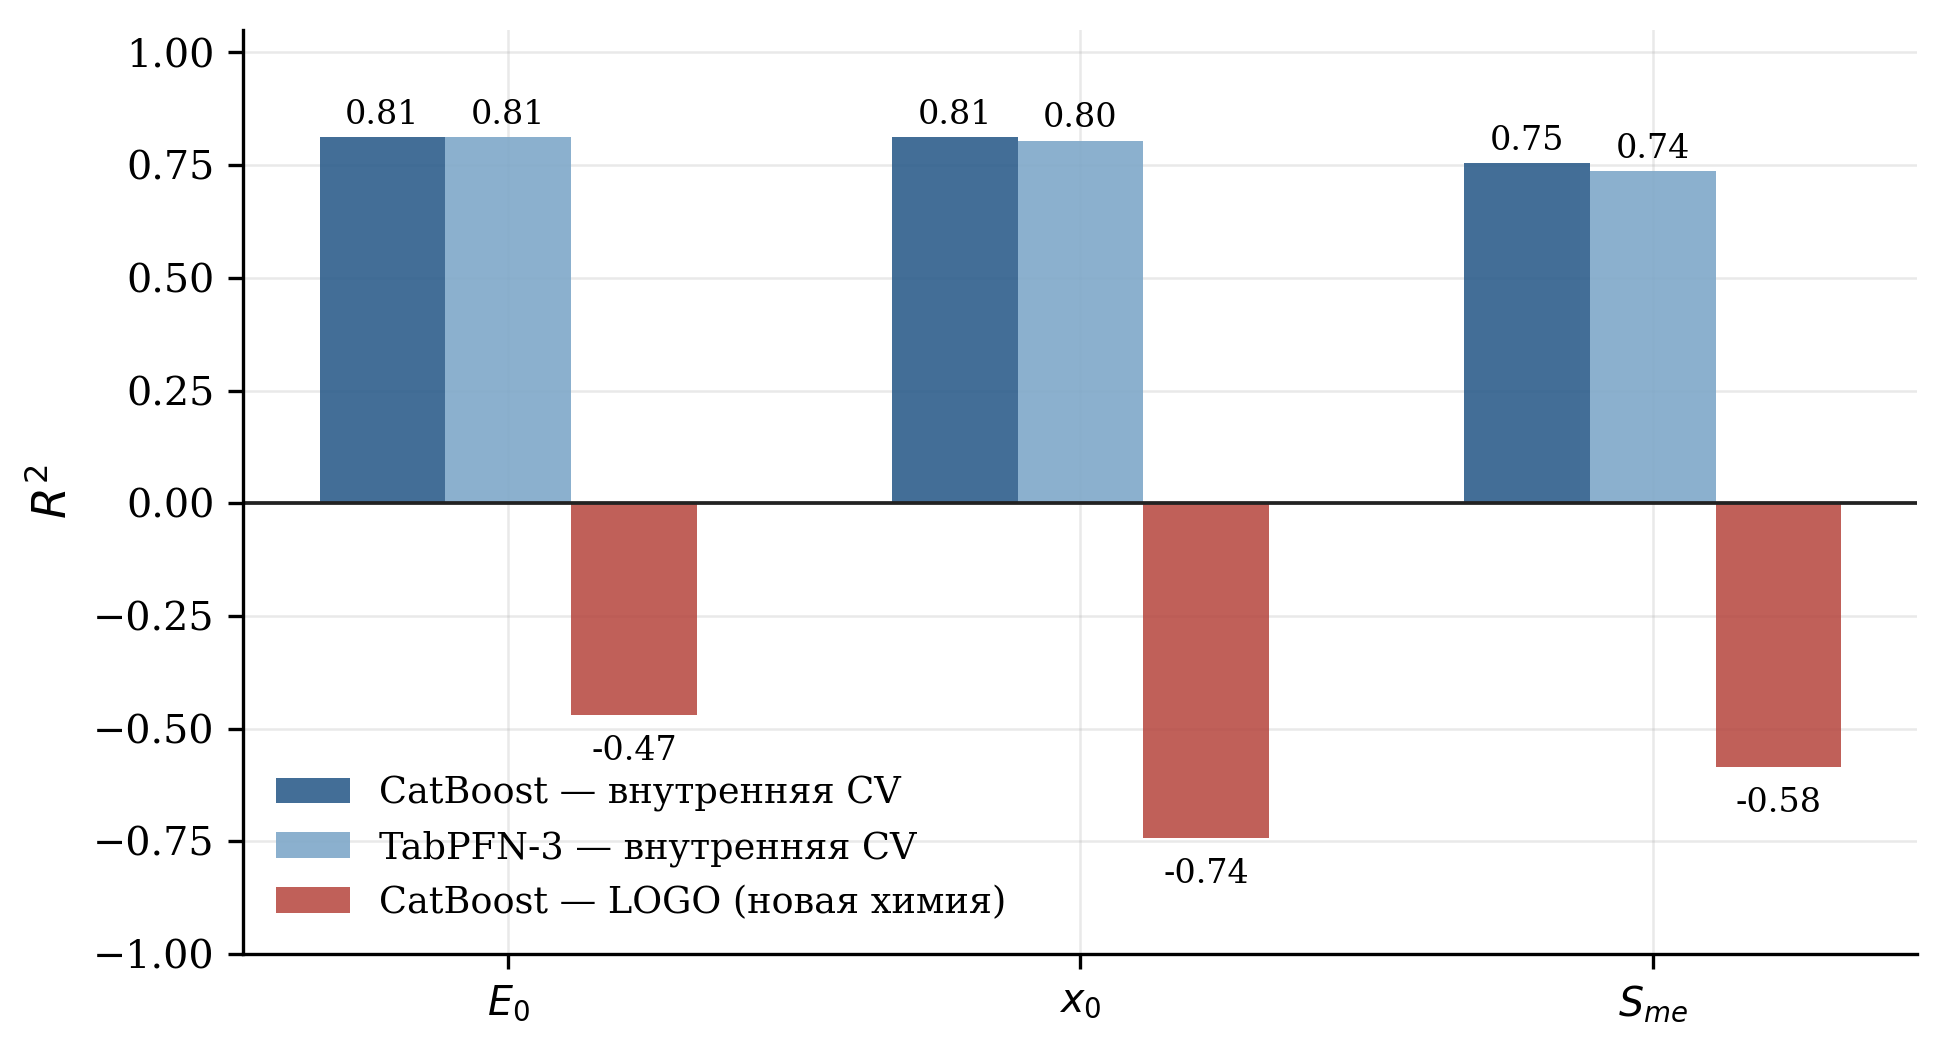 1.00
0.75
0.50
0.25
0.00
−0.25
−0.50
−0.75
−1.00
R²
0.81 0.81 0.81 0.80 0.75 0.74
-0.47 -0.74 -0.58
CatBoost — внутренняя CV
TabPFN-3 — внутренняя CV
CatBoost — LOGO (новая химия)
E₀ x₀ Sₘₑ